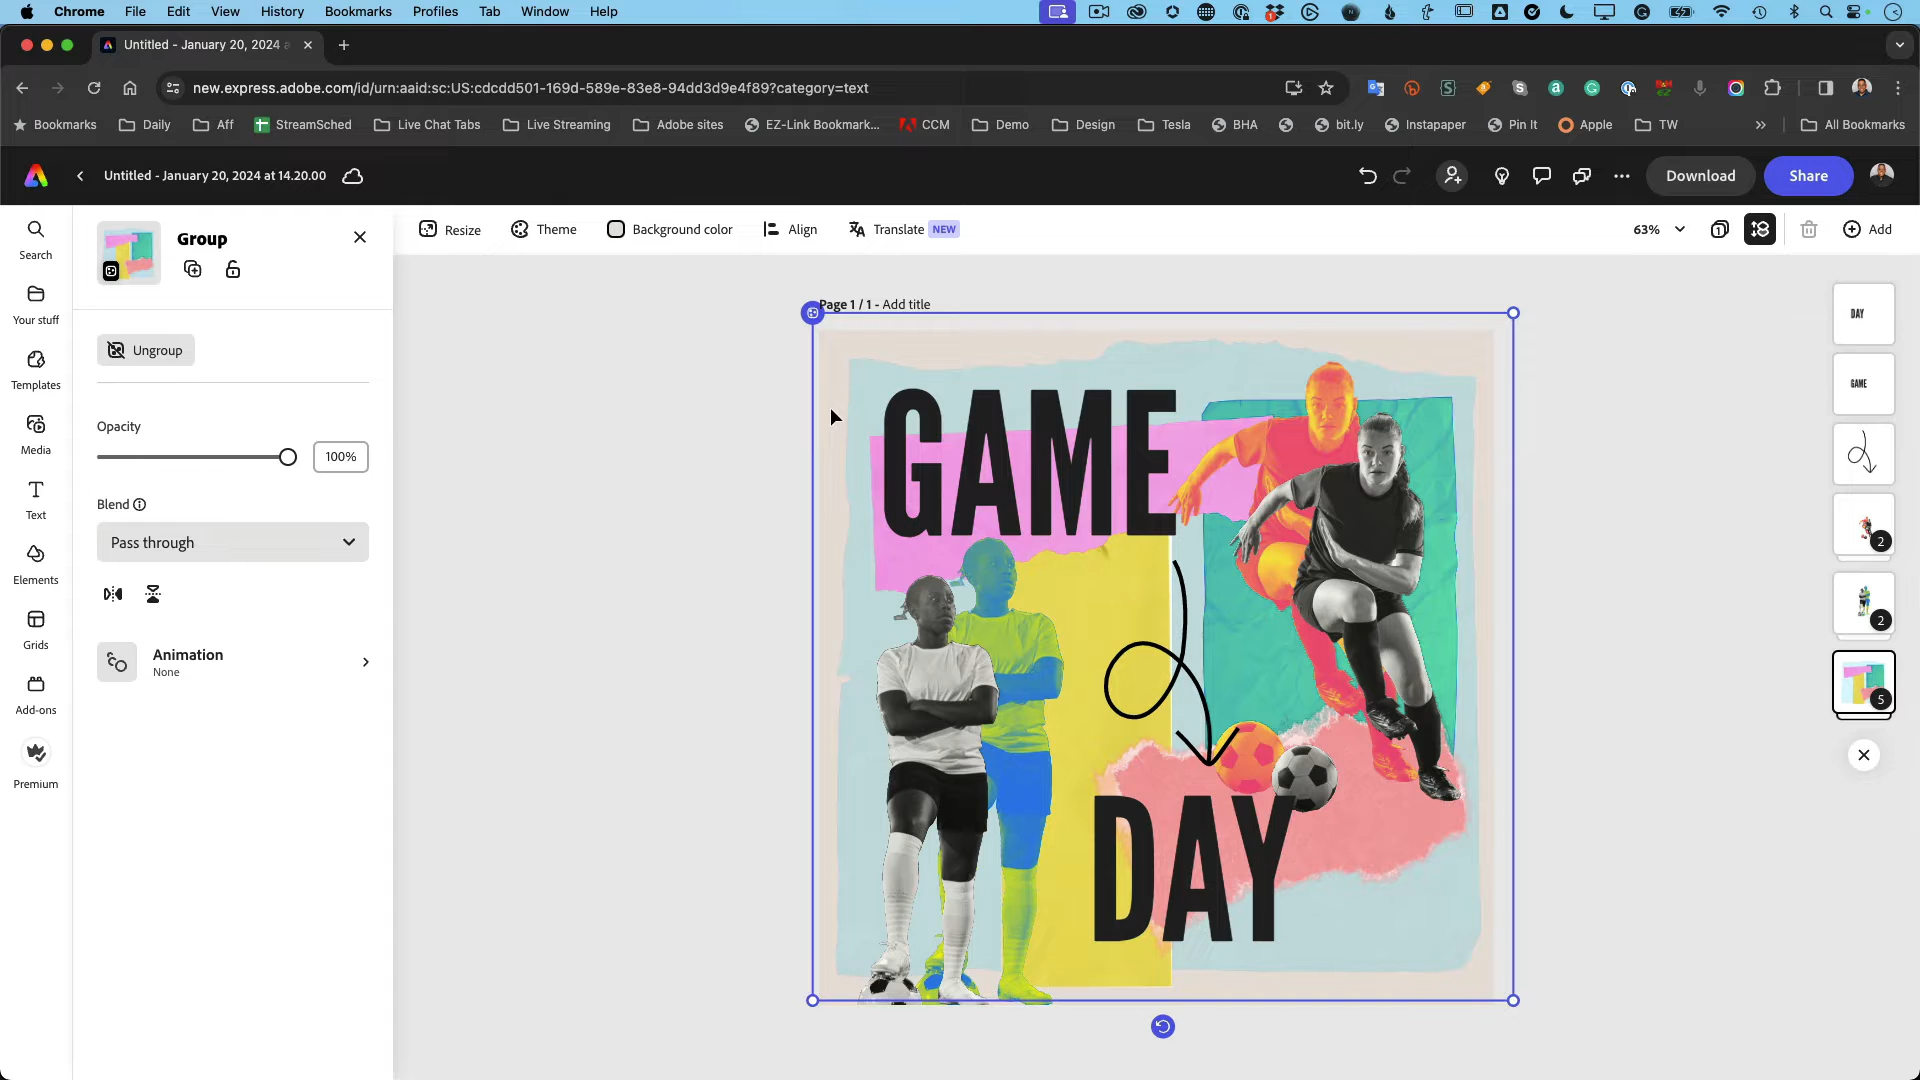 Chrome File Edit View History Bookmarks Profiles Tab Window Help
Untitled - January 20, 2024 a
new.express.adobe.com/id/urn:aaid:sc:US:cdcdd501-169d-589e-83e8-94dd3d9e4f89?category=text
Bookmarks Daily Aff StreamSched Live Chat Tabs Live Streaming Adobe sites EZ-Link Bookmark... CCM Demo Design Tesla BHA bit.ly Instapaper Pin It Apple TW » All Bookmarks
Untitled - January 20, 2024 at 14.20.00
Download
Share
Resize Theme Background color Align Translate NEW
63%
1
Add
Search
Your stuff
Templates
Media
Text
Elements
Grids
Add-ons
Premium
Group
Ungroup
Opacity
100%
Blend
Pass through
Animation
None
Page 1 / 1 - Add title
GAME
DAY
DAY
GAME
2
2
5